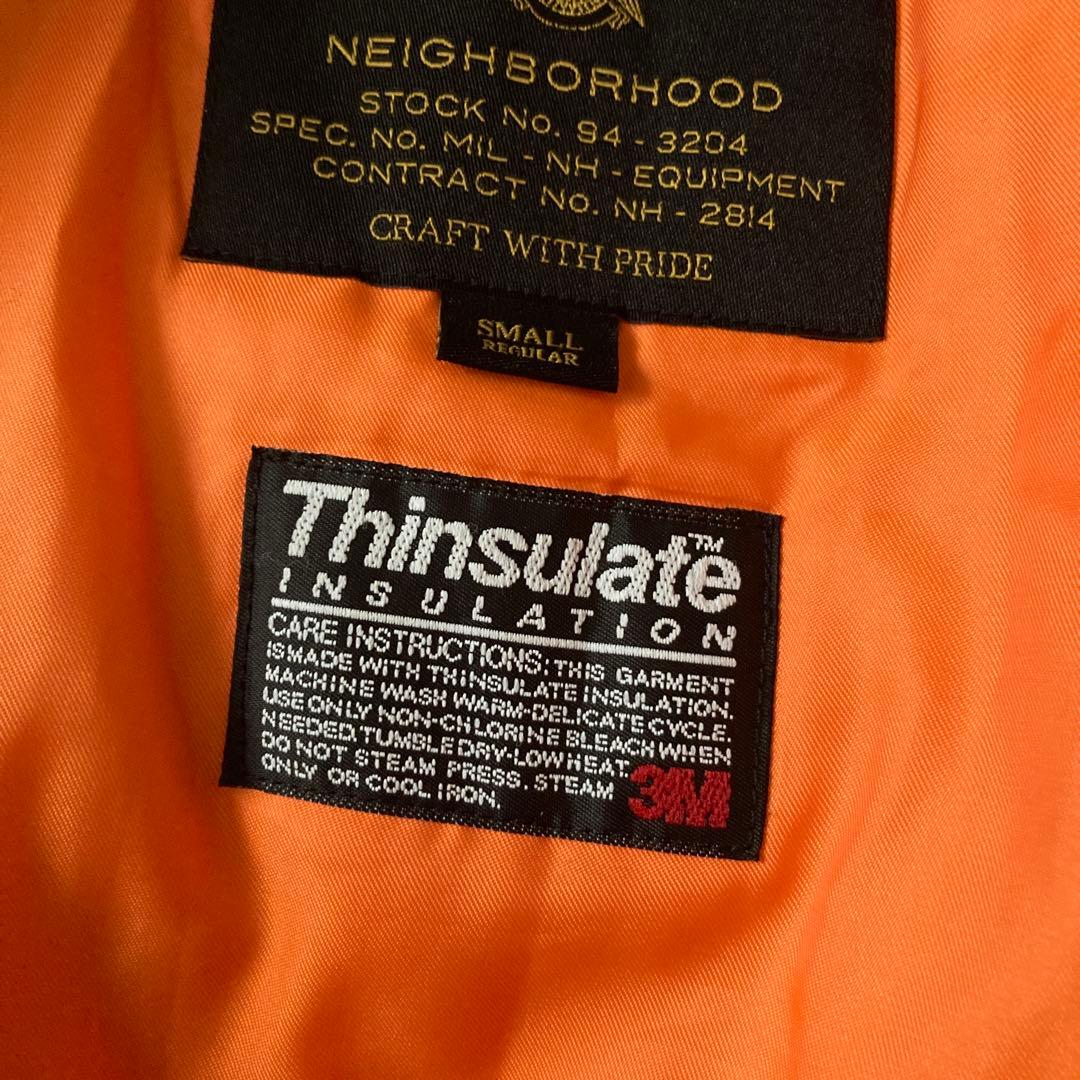 NEIGHBORHOOD
STOCK No. 94 - 3204
SPEC. No. MIL - NH - EQUIPMENT
CONTRACT No. NH - 2814
CRAFT WITH PRIDE
SMALL
REGULAR
Thinsulate™
INSULATION
CARE INSTRUCTIONS: THIS GARMENT
IS MADE WITH THINSULATE INSULATION.
MACHINE WASH WARM-DELICATE CYCLE.
USE ONLY NON-CHLORINE BLEACH WHEN
NEEDED. TUMBLE DRY-LOW HEAT.
DO NOT STEAM PRESS. STEAM
ONLY OR COOL IRON.
3M